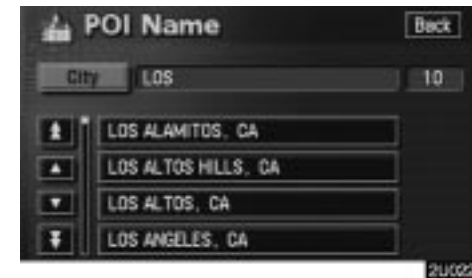 POI Name Back
City LOS 10
LOS ALAMITOS, CA
LOS ALTOS HILLS, CA
LOS ALTOS, CA
LOS ANGELES, CA